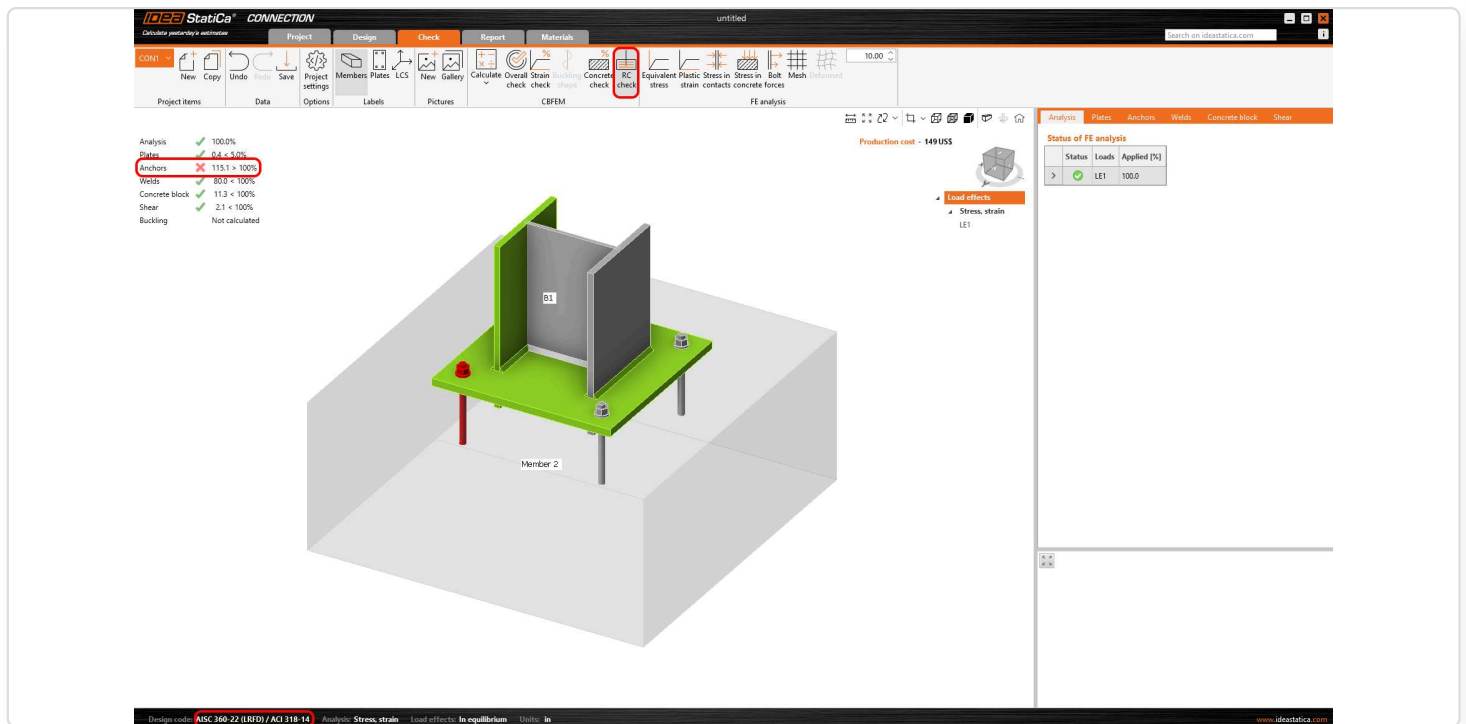 IDEA StatiCa® CONNECTION
untitled
Calculate yesterday's estimates
Project Design Check Report Materials
Search on ideastatica.com
i
CON1 New Copy Undo Redo Save Project settings Members Plates LCS New Gallery Calculate Overall check Strain check Buckling shape Concrete check RC check Equivalent stress Plastic strain Stress in contacts Stress in concrete Bolt forces Mesh Deformed 10.00
Project items Data Options Labels Pictures CBFEM FE analysis
Production cost - 149 US$
Analysis 100.0%
Plates 0.4 < 5.0%
Anchors 115.1 > 100%
Welds 80.0 < 100%
Concrete block 11.3 < 100%
Shear 2.1 < 100%
Buckling Not calculated
Load effects
Stress, strain
LE1
B1
Member 2
Analysis Plates Anchors Welds Concrete block Shear
Status of FE analysis
Status Loads Applied [%]
> LE1 100.0
Design code: AISC 360-22 (LRFD) / ACI 318-14 Analysis: Stress, strain Load effects: In equilibrium Units: in
www.ideastatica.com